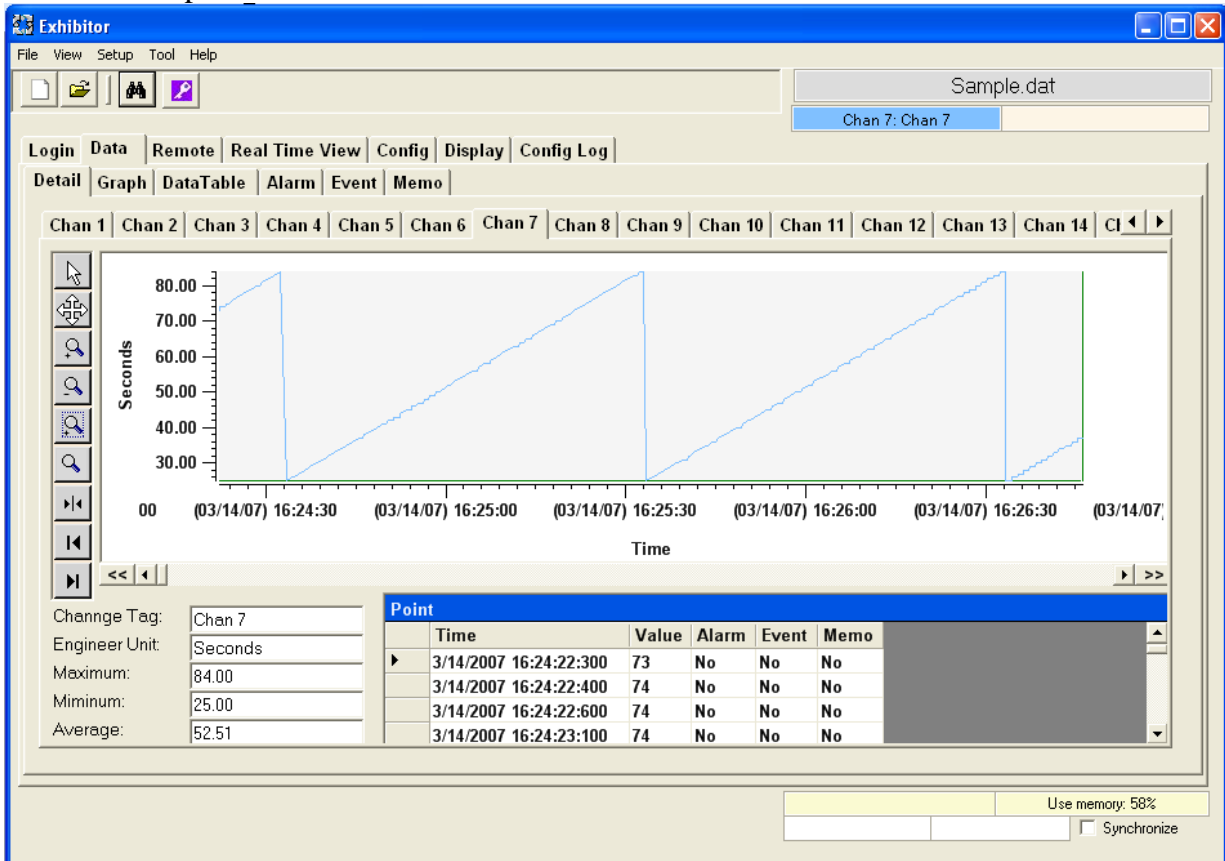 Exhibitor
File View Setup Tool Help
Sample.dat
Chan 7: Chan 7
Login Data Remote Real Time View Config Display Config Log
Detail Graph DataTable Alarm Event Memo
Chan 1 Chan 2 Chan 3 Chan 4 Chan 5 Chan 6 Chan 7 Chan 8 Chan 9 Chan 10 Chan 11 Chan 12 Chan 13 Chan 14
Seconds
80.00
70.00
60.00
50.00
40.00
30.00
00 (03/14/07) 16:24:30 (03/14/07) 16:25:00 (03/14/07) 16:25:30 (03/14/07) 16:26:00 (03/14/07) 16:26:30 (03/14/07)
Time
<< >>
Channge Tag: Chan 7
Engineer Unit: Seconds
Maximum: 84.00
Miminum: 25.00
Average: 52.51
Point
Time Value Alarm Event Memo
3/14/2007 16:24:22:300 73 No No No
3/14/2007 16:24:22:400 74 No No No
3/14/2007 16:24:22:600 74 No No No
3/14/2007 16:24:23:100 74 No No No
Use memory: 58%
Synchronize